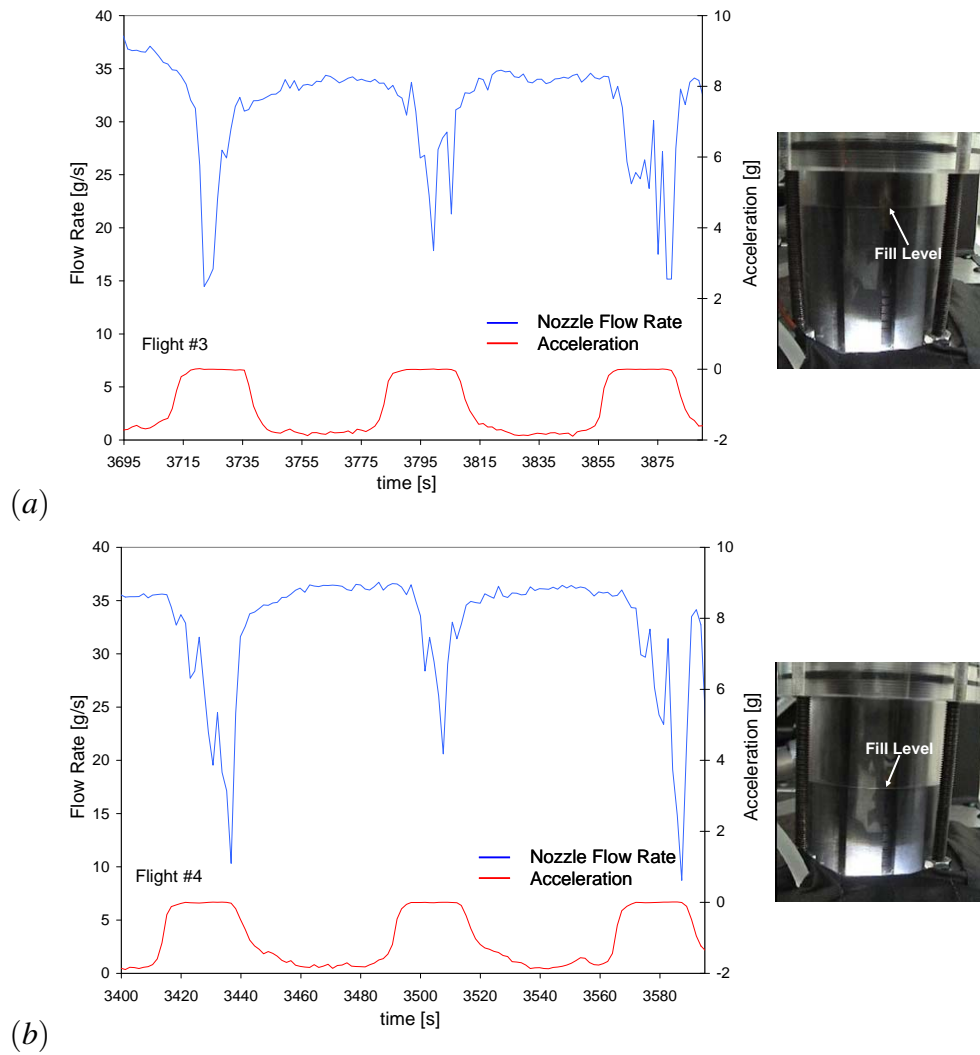 40
35
30
25
20
15
10
5
0
Flow Rate [g/s]
10
8
6
4
2
0
-2
Acceleration [g]
Nozzle Flow Rate
Acceleration
Flight #3
3695 3715 3735 3755 3775 3795 3815 3835 3855 3875
time [s]
Fill Level
(a)
40
35
30
25
20
15
10
5
0
Flow Rate [g/s]
10
8
6
4
2
0
-2
Acceleration [g]
Nozzle Flow Rate
Acceleration
Flight #4
3400 3420 3440 3460 3480 3500 3520 3540 3560 3580
time [s]
Fill Level
(b)